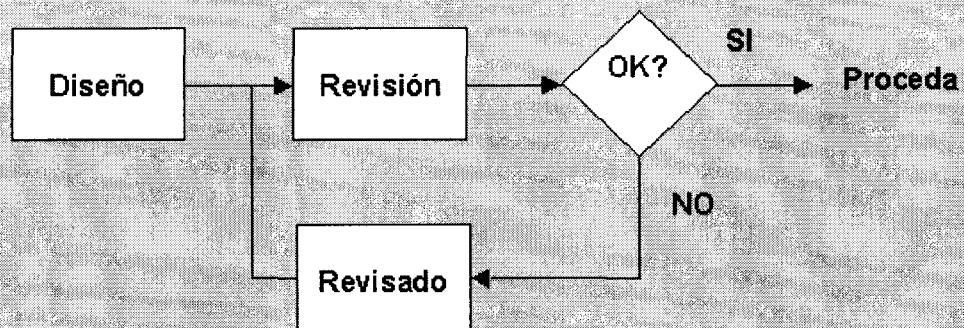 Diseño
Revisión
OK?
SI
Proceda
NO
Revisado